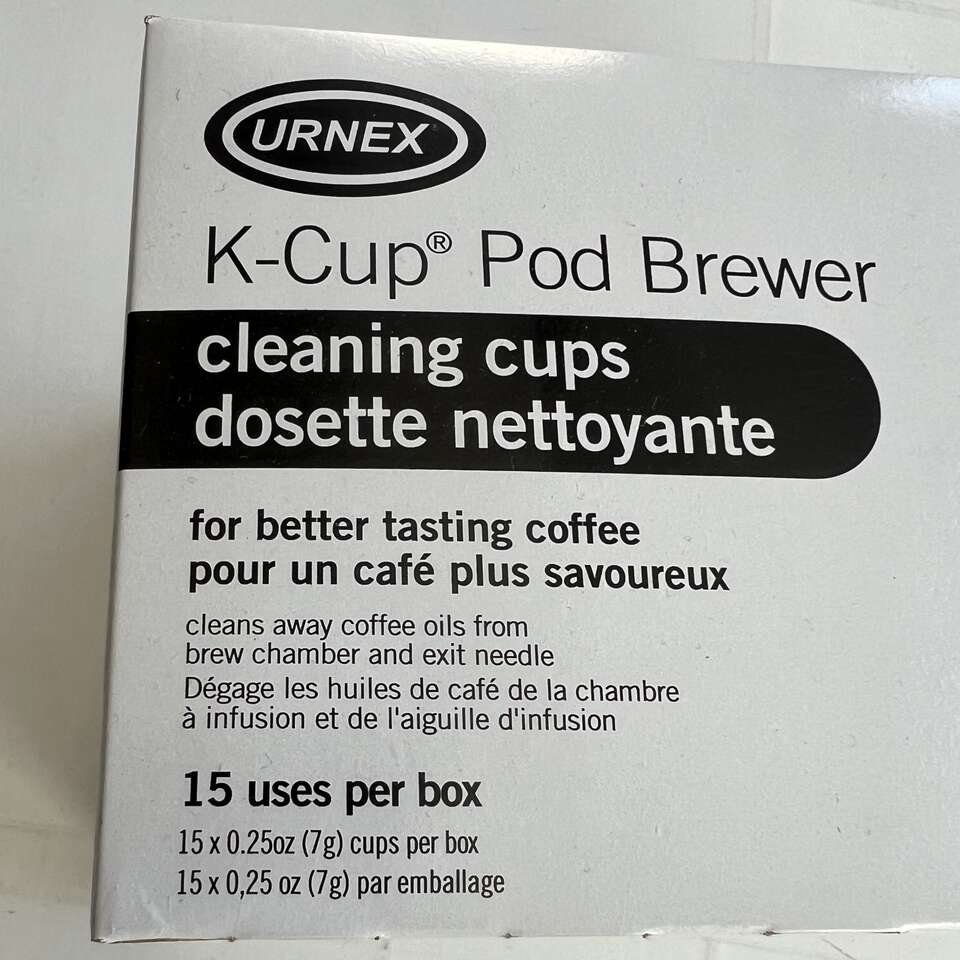 URNEX
K-Cup® Pod Brewer
cleaning cups
dosette nettoyante
for better tasting coffee
pour un café plus savoureux
cleans away coffee oils from
brew chamber and exit needle
Dégage les huiles de café de la chambre
à infusion et de l'aiguille d'infusion
15 uses per box
15 x 0.25oz (7g) cups per box
15 x 0,25 oz (7g) par emballage